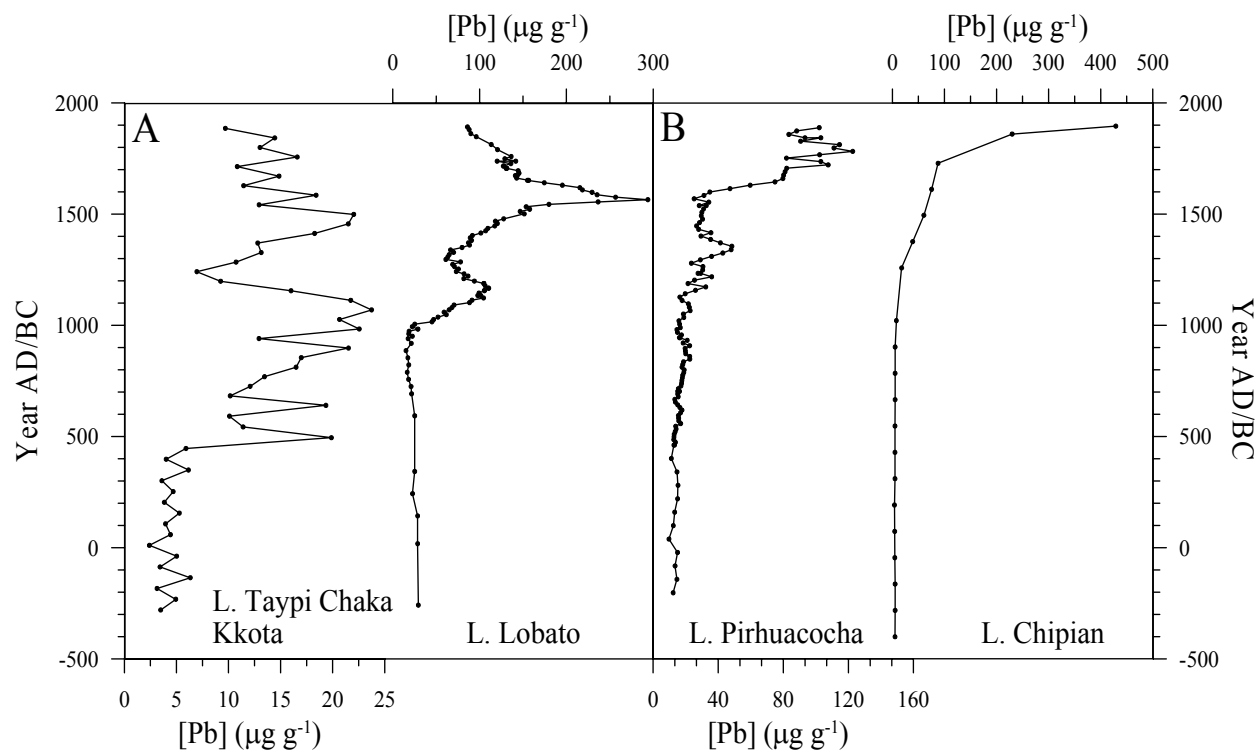 [Pb] (μg g-1)
[Pb] (μg g-1)
0 100 200 300
0 100 200 300 400 500
A
B
2000
1500
1000
500
0
-500
Year AD/BC
2000
1500
1000
500
0
-500
Year AD/BC
L. Taypi Chaka
Kkota
L. Lobato
L. Pirhuacocha
L. Chipian
0 5 10 15 20 25
0 40 80 120 160
[Pb] (μg g-1)
[Pb] (μg g-1)